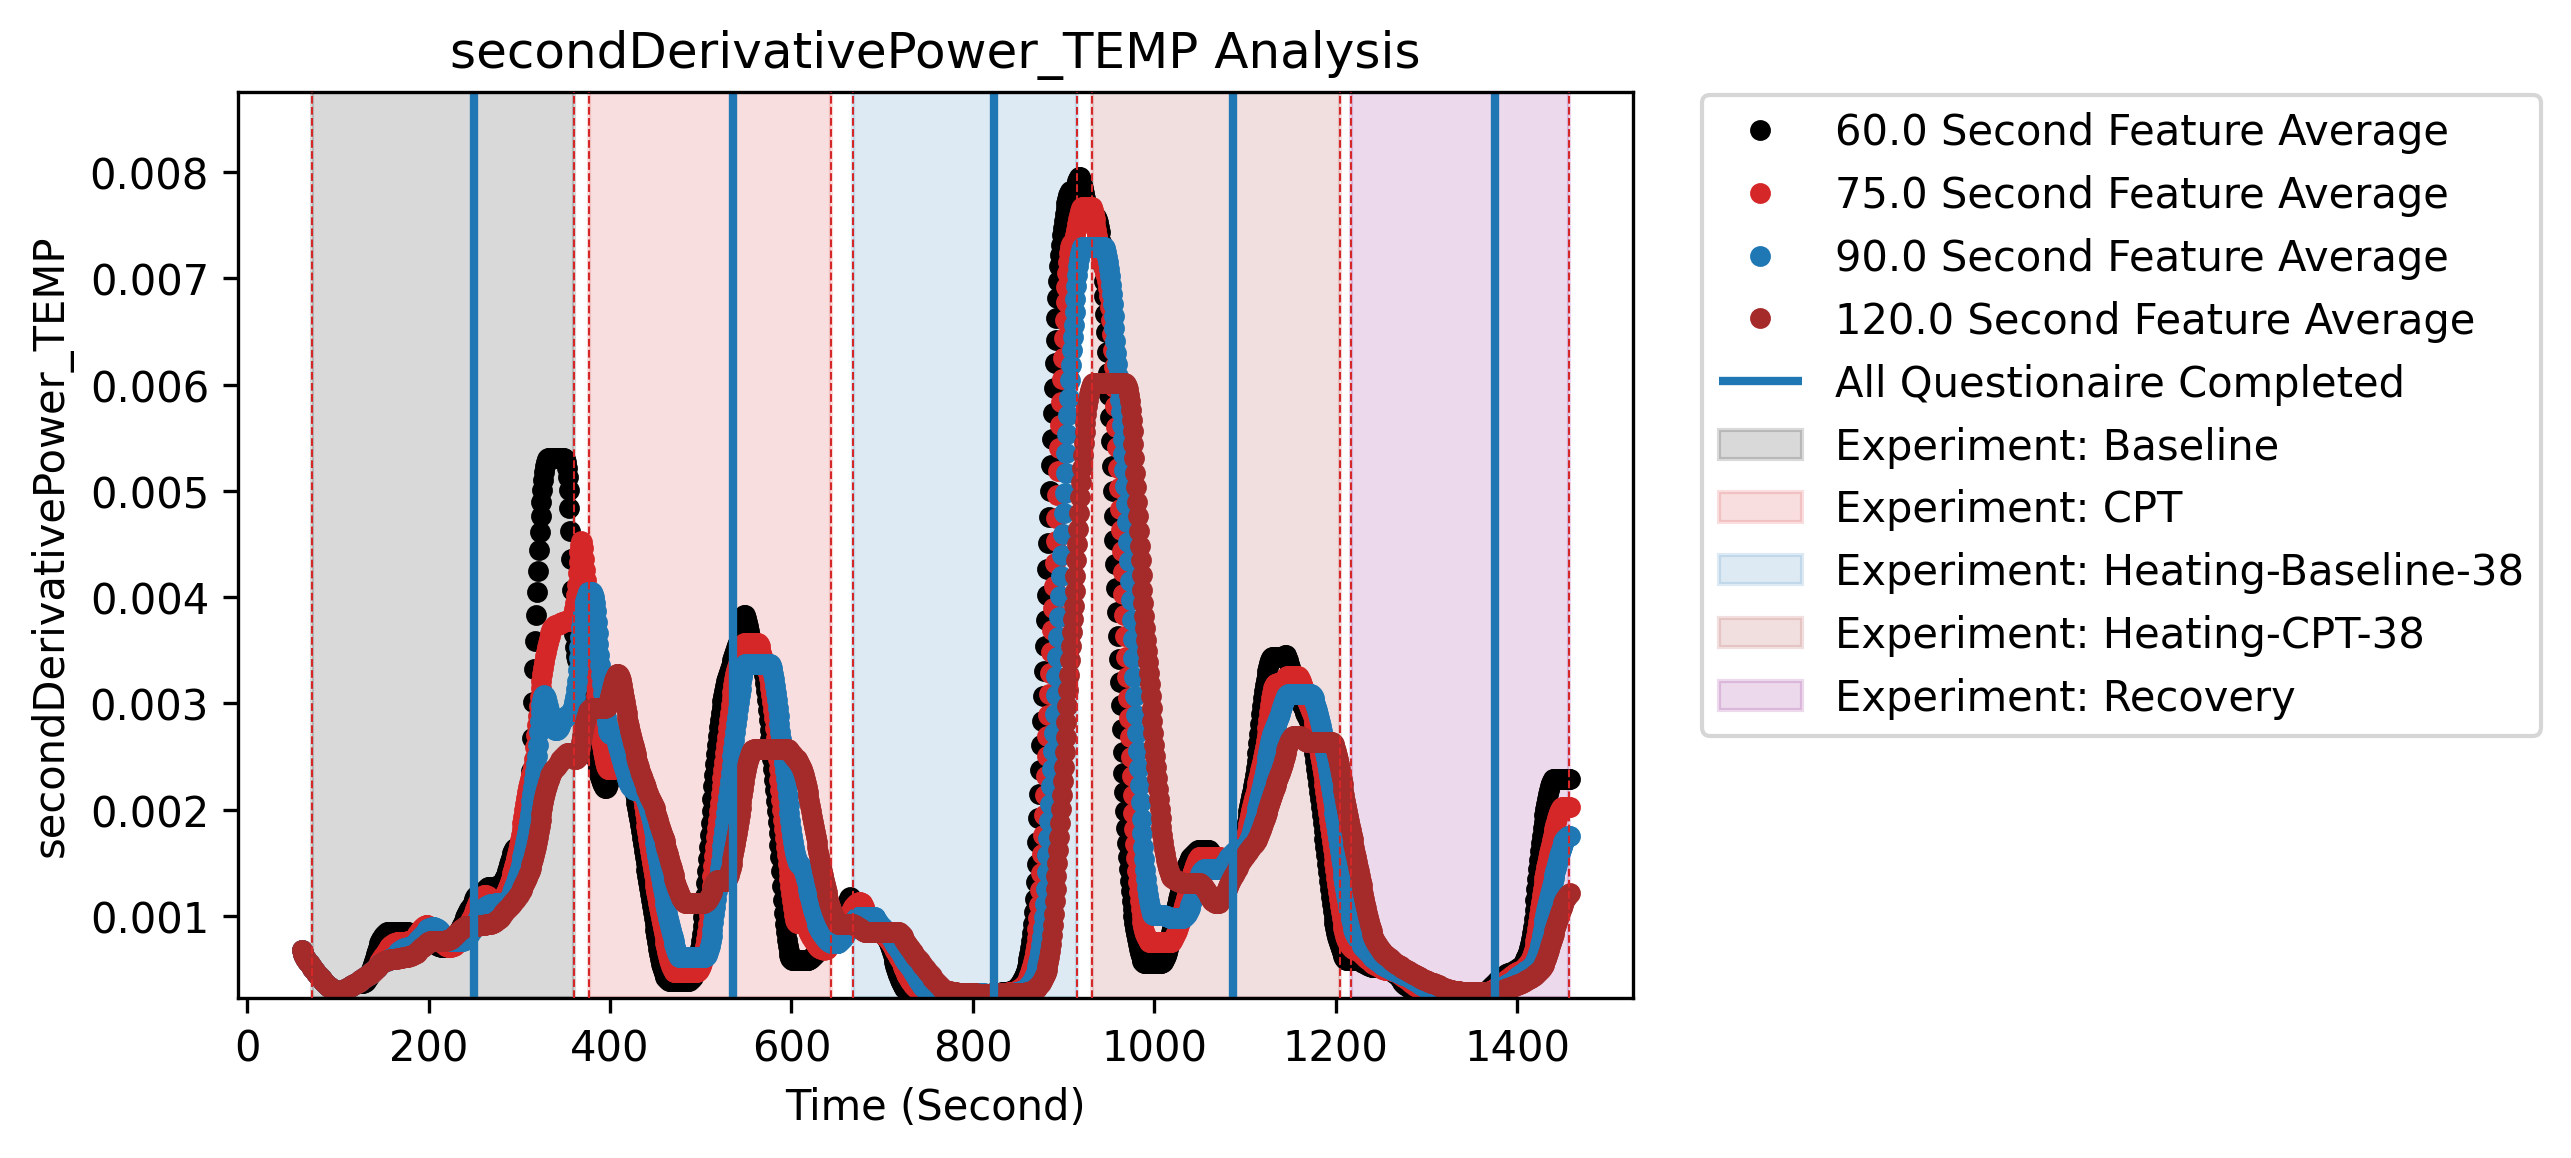 secondDerivativePower_TEMP Analysis
secondDerivativePower_TEMP
0.008
0.007
0.006
0.005
0.004
0.003
0.002
0.001
0 200 400 600 800 1000 1200 1400
Time (Second)
60.0 Second Feature Average
75.0 Second Feature Average
90.0 Second Feature Average
120.0 Second Feature Average
All Questionaire Completed
Experiment: Baseline
Experiment: CPT
Experiment: Heating-Baseline-38
Experiment: Heating-CPT-38
Experiment: Recovery